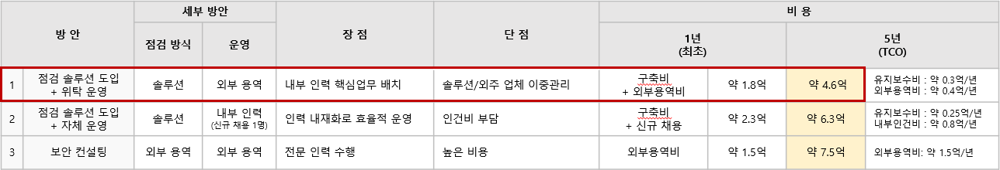 방 안
세부 방안
점검 방식
운영
장 점
단 점
비 용
1년
(최초)
5년
(TCO)
1
점검 솔루션 도입
+ 위탁 운영
솔루션
외부 용역
내부 인력 핵심업무 배치
솔루션/외주 업체 이중관리
구축비
+ 외부용역비
약 1.8억
약 4.6억
유지보수비 : 약 0.3억/년
외부용역비 : 약 0.4억/년
2
점검 솔루션 도입
+ 자체 운영
솔루션
내부 인력
(신규 채용 1명)
인력 내재화로 효율적 운영
인건비 부담
구축비
+ 신규 채용
약 2.3억
약 6.3억
유지보수비 : 약 0.25억/년
내부인건비 : 약 0.8억/년
3
보안 컨설팅
외부 용역
외부 용역
전문 인력 수행
높은 비용
외부용역비
약 1.5억
약 7.5억
외부용역비: 약 1.5억/년